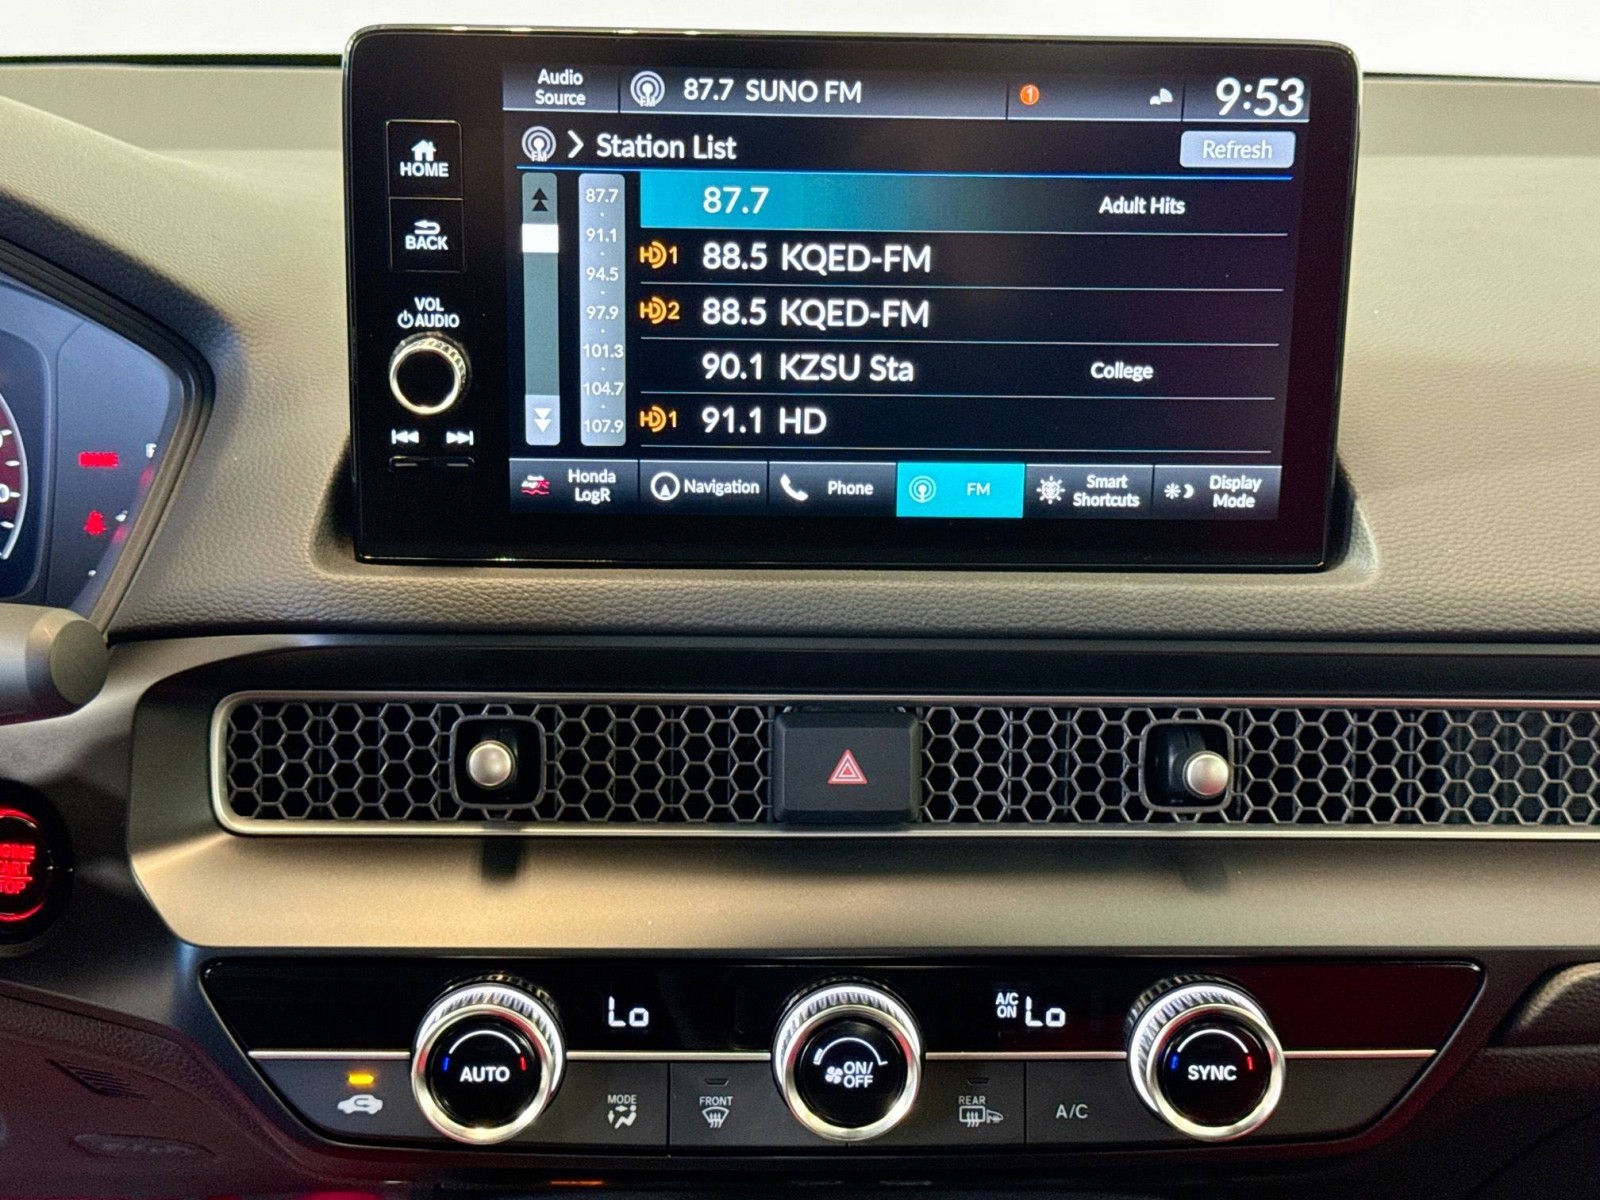 Audio
Source
FM
87.7 SUNO FM
1
9:53
FM
Station List
Refresh
HOME
BACK
VOL
AUDIO
87.7
91.1
94.5
97.9
101.3
104.7
107.9
87.7 Adult Hits
HD1 88.5 KQED-FM
HD2 88.5 KQED-FM
90.1 KZSU Sta College
HD1 91.1 HD
Honda
LogR
Navigation
Phone
FM
Smart
Shortcuts
Display
Mode
Lo
A/C
ON
Lo
AUTO
ON/
OFF
SYNC
MODE
FRONT
REAR
A/C